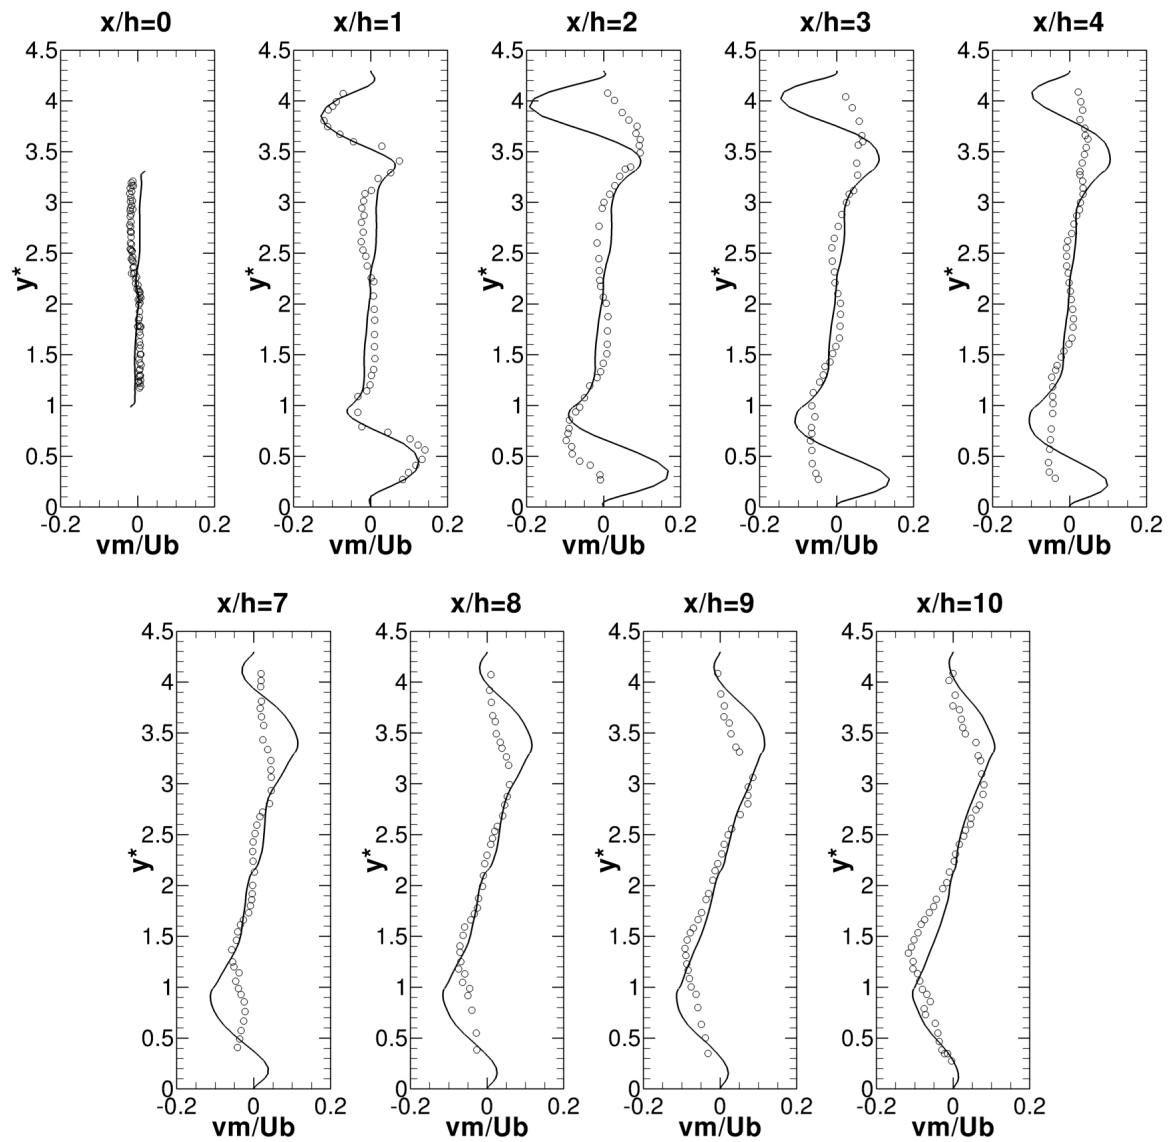 x/h=0 x/h=1 x/h=2 x/h=3 x/h=4
4.5 4.5 4.5 4.5 4.5
4 4 4 4 4
3.5 3.5 3.5 3.5 3.5
3 3 3 3 3
2.5 2.5 2.5 2.5 2.5
y* y* y* y* y*
2 2 2 2 2
1.5 1.5 1.5 1.5 1.5
1 1 1 1 1
0.5 0.5 0.5 0.5 0.5
0 0 0 0 0
-0.2 0 0.2 -0.2 0 0.2 -0.2 0 0.2 -0.2 0 0.2 -0.2 0 0.2
vm/Ub vm/Ub vm/Ub vm/Ub vm/Ub
x/h=7 x/h=8 x/h=9 x/h=10
4.5 4.5 4.5 4.5
4 4 4 4
3.5 3.5 3.5 3.5
3 3 3 3
2.5 2.5 2.5 2.5
y* y* y* y*
2 2 2 2
1.5 1.5 1.5 1.5
1 1 1 1
0.5 0.5 0.5 0.5
0 0 0 0
-0.2 0 0.2 -0.2 0 0.2 -0.2 0 0.2 -0.2 0 0.2
vm/Ub vm/Ub vm/Ub vm/Ub